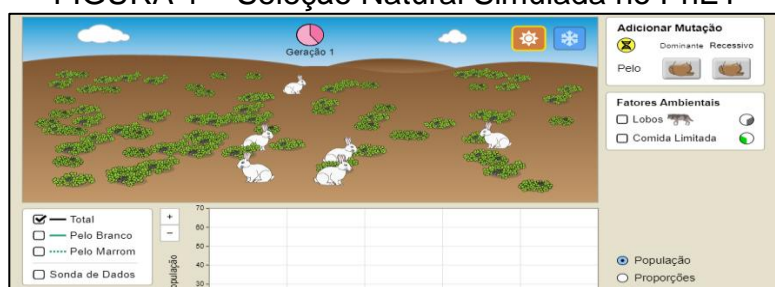 FIGURA 1 – Seleção Natural Simulada no PhET
Geração 1
Adicionar Mutação
Dominante Recessivo
Pelo
Fatores Ambientais
Lobos
Comida Limitada
Total
Pelo Branco
Pelo Marrom
Sonda de Dados
+
-
70
60
50
40
30
População
População
Proporções